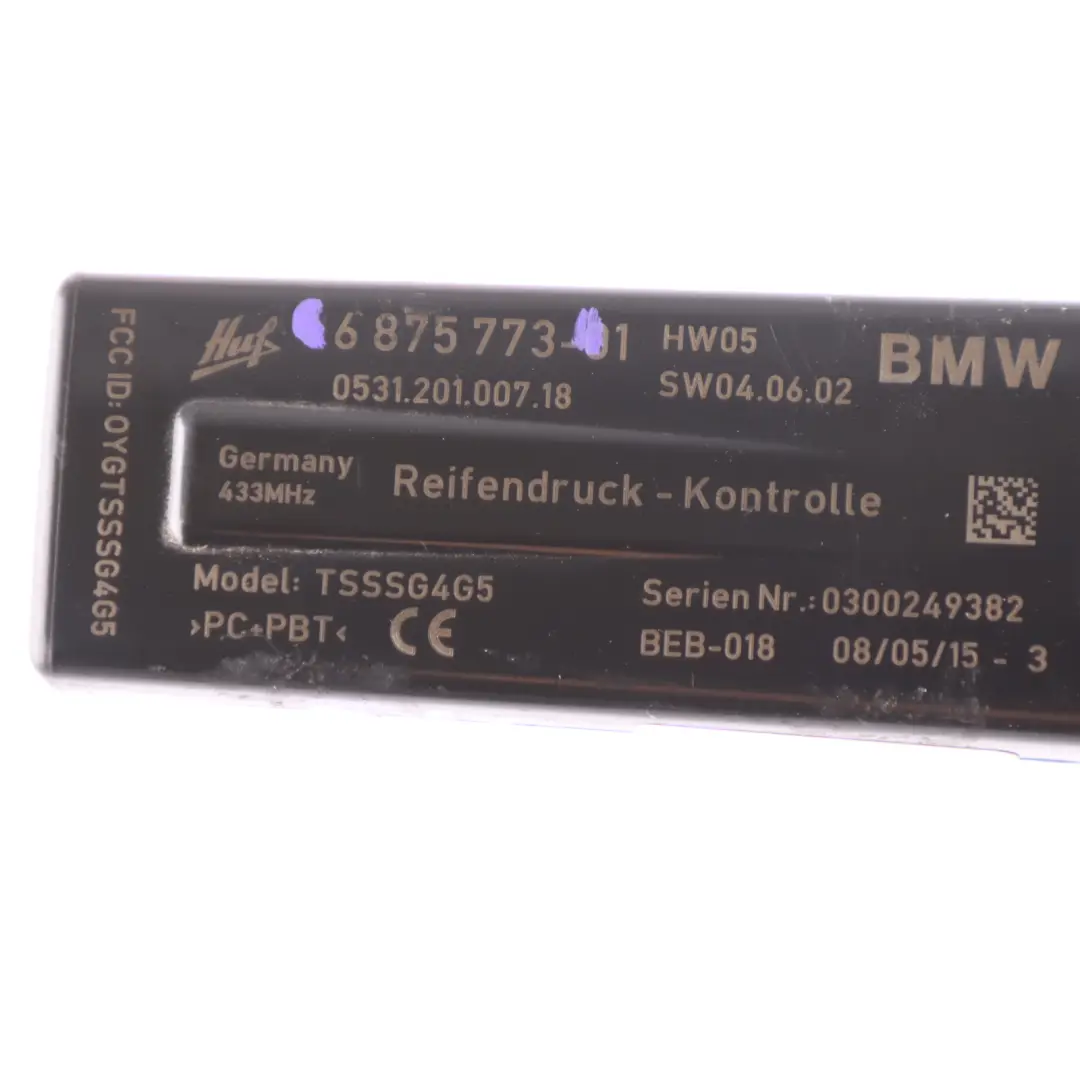 Huf 6 875 773-01 HW05 BMW
0531.201.007.18 SW04.06.02
Germany
433MHz
Reifendruck - Kontrolle
Model: TSSSG4G5
>PC+PBT< CE
Serien Nr.: 0300249382
BEB-018 08/05/15 - 3
FCC ID: OYGTSSSG4G5